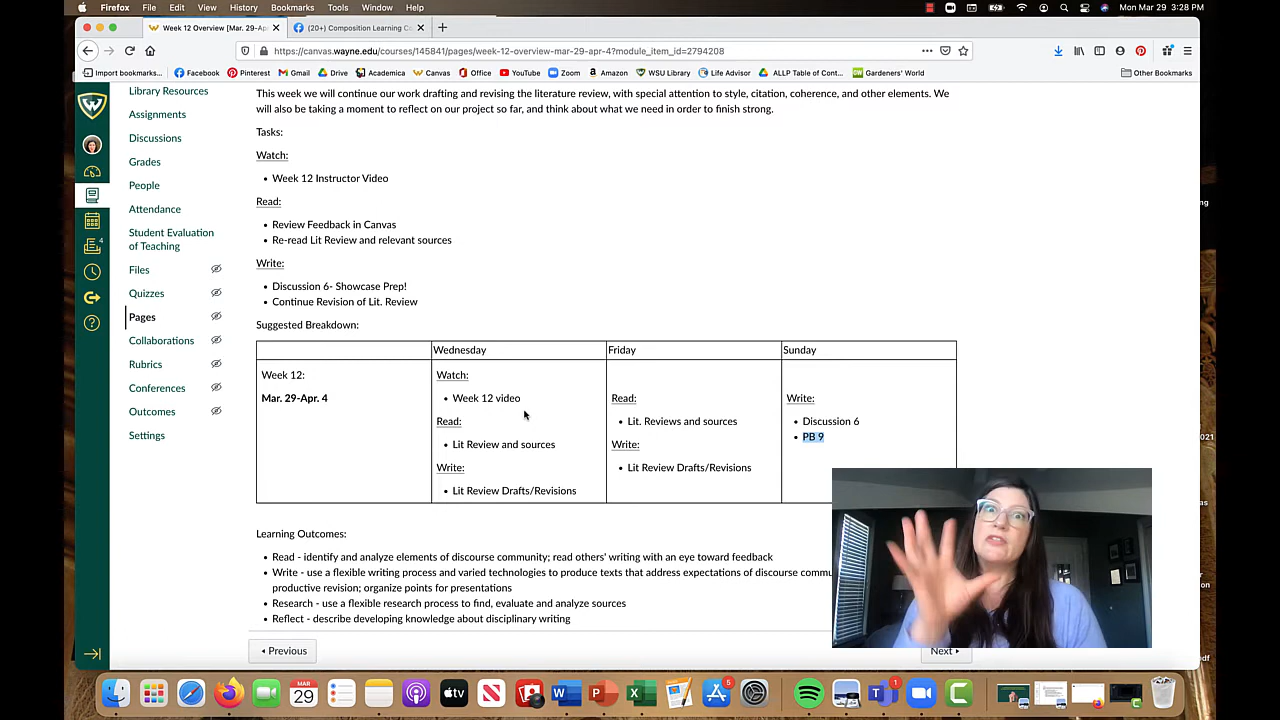 Firefox File Edit View History Bookmarks Tools Window Help Mon Mar 29 3:28 PM
Week 12 Overview [Mar. 29-Ap (20+) Composition Learning C
https://canvas.wayne.edu/courses/145841/pages/week-12-overview-mar-29-apr-4?module_item_id=2794208
Import bookmarks... Facebook Pinterest Gmail Drive Academica Canvas Office YouTube Zoom Amazon WSU Library Life Advisor ALLP Table of Cont... Gardeners' World Other Bookmarks
Library Resources
Assignments
Discussions
Grades
People
Attendance
Student Evaluation
of Teaching
Files
Quizzes
Pages
Collaborations
Rubrics
Conferences
Outcomes
Settings
4
This week we will continue our work drafting and revising the literature review, with special attention to style, citation, coherence, and other elements. We
will also be taking a moment to reflect on our project so far, and think about what we need in order to finish strong.
Tasks:
Watch:
• Week 12 Instructor Video
Read:
• Review Feedback in Canvas
• Re-read Lit Review and relevant sources
Write:
• Discussion 6- Showcase Prep!
• Continue Revision of Lit. Review
Suggested Breakdown:
Wednesday Friday Sunday
Week 12:
Mar. 29-Apr. 4
Watch:
• Week 12 video
Read:
• Lit Review and sources
Write:
• Lit Review Drafts/Revisions
Read:
• Lit. Reviews and sources
Write:
• Lit Review Drafts/Revisions
Write:
• Discussion 6
• PB 9
Learning Outcomes:
• Read - identify and analyze elements of discourse community; read others' writing with an eye toward feedback
• Write - use a flexible writing process and varied technologies to produce texts that address expectations of discourse commu
productive revision; organize points for presentations
• Research - use a flexible research process to find, evaluate and analyze sources
• Reflect - describe developing knowledge about disciplinary writing
Previous Next
MAR
29
tv
5
1